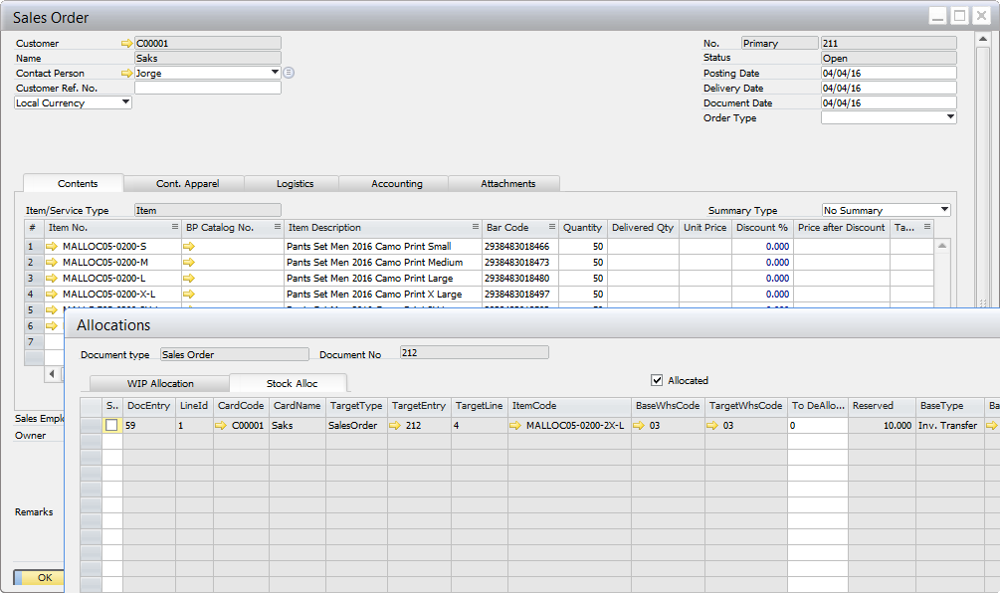 Sales Order
Customer C00001 No. Primary 211
Name Saks Status Open
Contact Person Jorge Posting Date 04/04/16
Customer Ref. No. Delivery Date 04/04/16
Local Currency Document Date 04/04/16
Order Type
Contents Cont. Apparel Logistics Accounting Attachments
Item/Service Type Item Summary Type No Summary
# Item No. BP Catalog No. Item Description Bar Code Quantity Delivered Qty Unit Price Discount % Price after Discount Ta...
1 MALLOC05-0200-S Pants Set Men 2016 Camo Print Small 2938483018466 50 0.000
2 MALLOC05-0200-M Pants Set Men 2016 Camo Print Medium 2938483018473 50 0.000
3 MALLOC05-0200-L Pants Set Men 2016 Camo Print Large 2938483018480 50 0.000
4 MALLOC05-0200-X-L Pants Set Men 2016 Camo Print X Large 2938483018497 50 0.000
5
6
7
Allocations
Document type Sales Order Document No 212
WIP Allocation Stock Alloc Allocated
S.. DocEntry LineId CardCode CardName TargetType TargetEntry TargetLine ItemCode BaseWhsCode TargetWhsCode To DeAllo... Reserved BaseType Ba
59 1 C00001 Saks SalesOrder 212 4 MALLOC05-0200-2X-L 03 03 0 10.000 Inv. Transfer
Sales Emplo
Owner
Remarks
OK